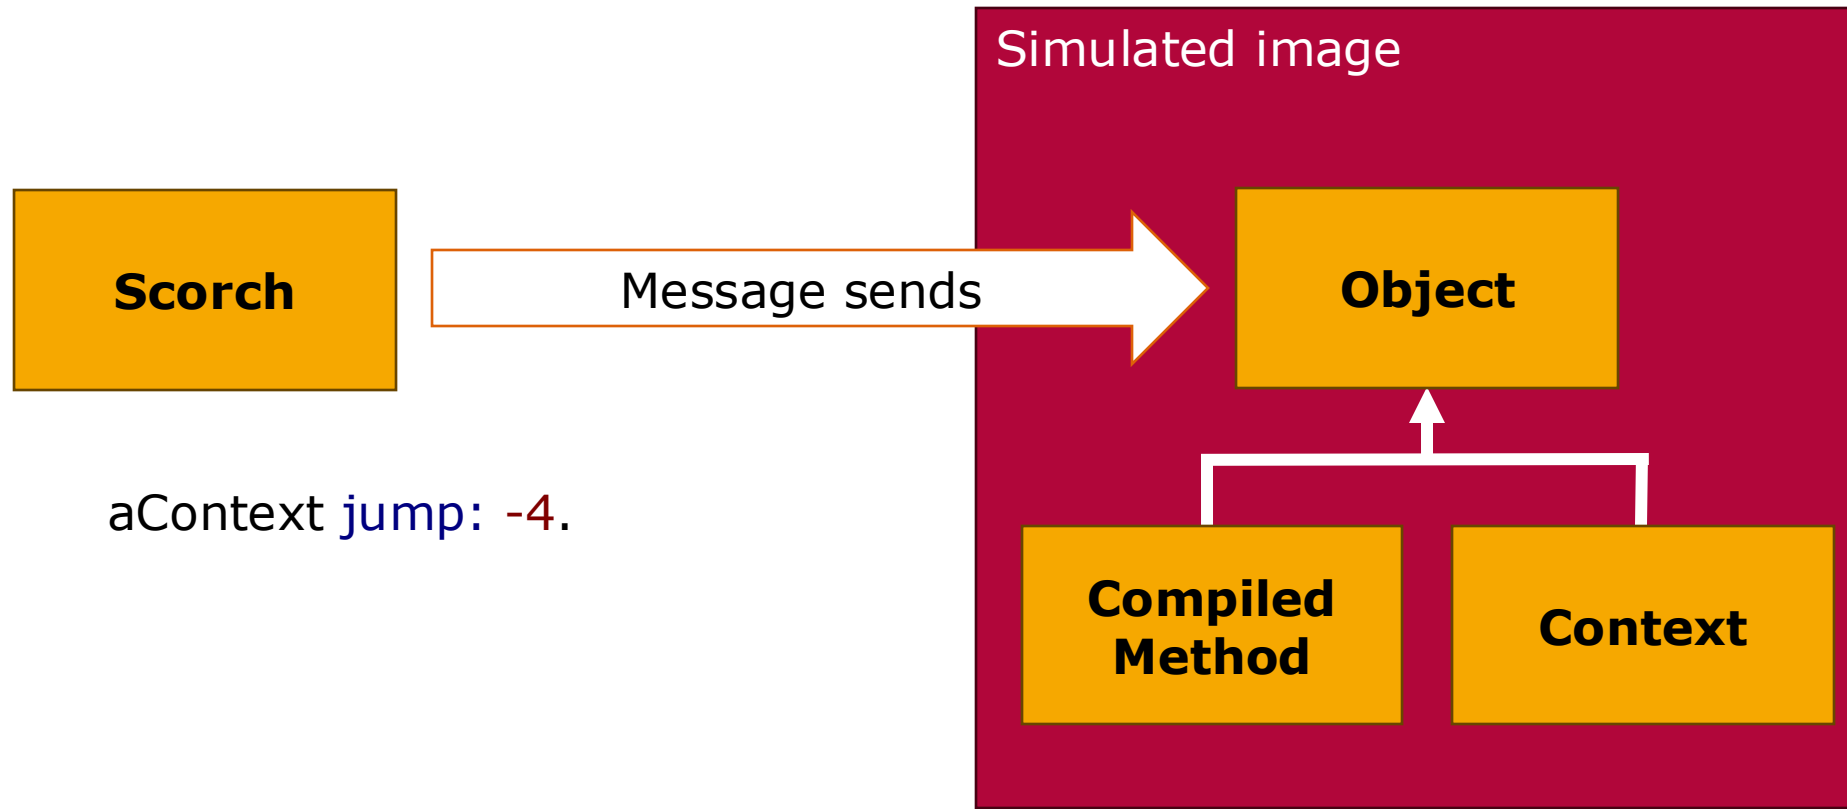 Simulated image
Scorch
Message sends
Object
aContext jump: -4.
Compiled
Method
Context